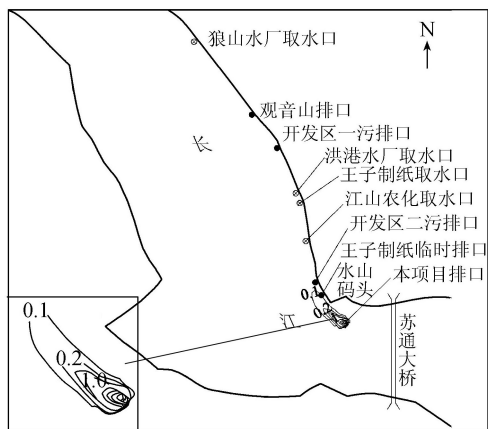 狼山水厂取水口
N
观音山排口
长
开发区一污排口
洪港水厂取水口
王子制纸取水口
江山农化取水口
开发区二污排口
王子制纸临时排口
水山
码头
本项目排口
0.1
0.2
江
苏通大桥
0.1
0.2
1.0